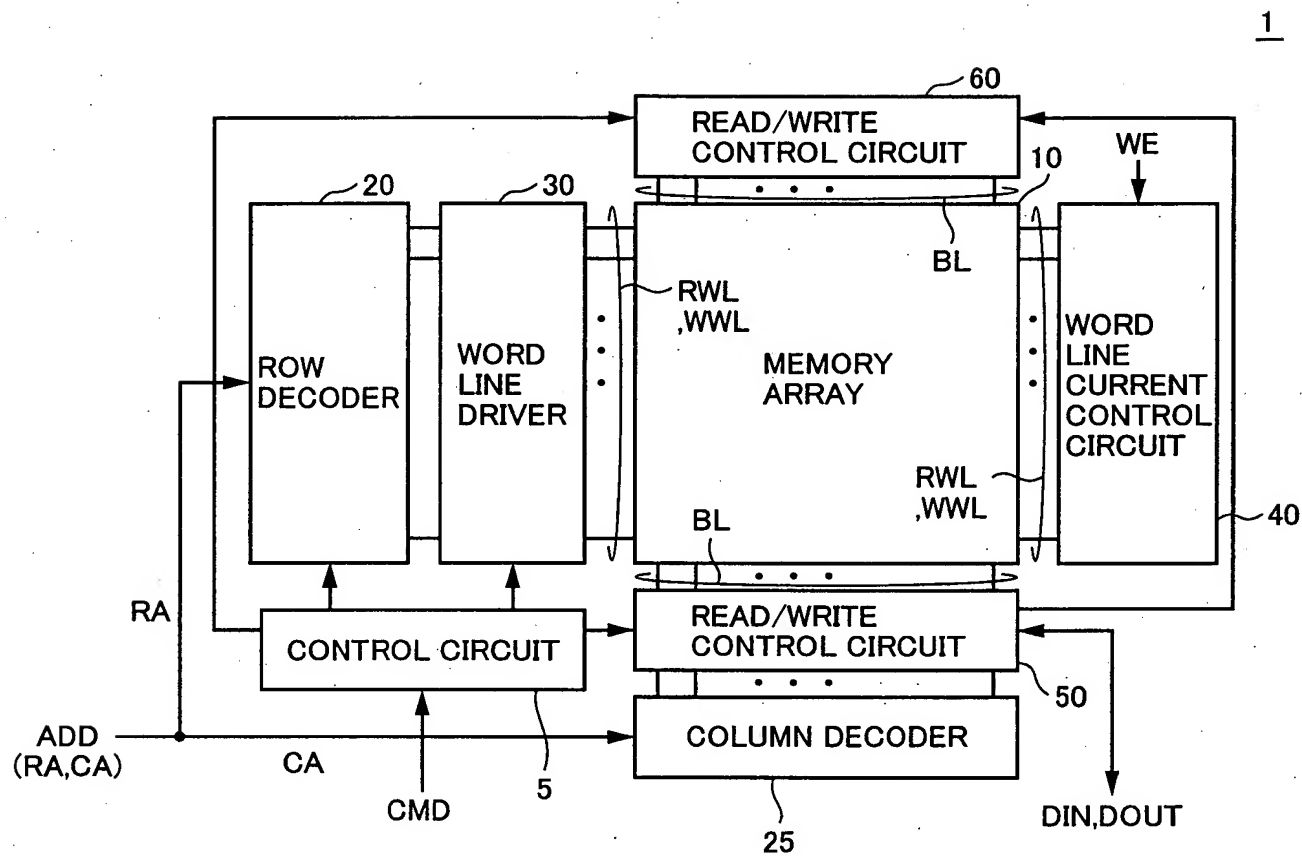 1
60
READ/WRITE
CONTROL CIRCUIT
WE
10
20
30
BL
RWL
,WWL
ROW
DECODER
WORD
LINE
DRIVER
MEMORY
ARRAY
WORD
LINE
CURRENT
CONTROL
CIRCUIT
RWL
,WWL
40
BL
RA
CONTROL CIRCUIT
READ/WRITE
CONTROL CIRCUIT
50
ADD
(RA,CA)
CA
COLUMN DECODER
5
CMD
25
DIN,DOUT